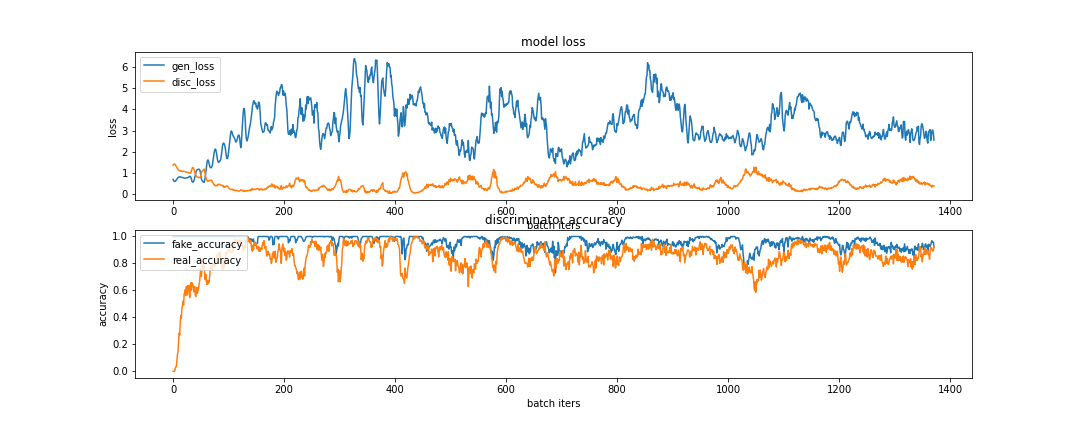 model loss
gen_loss
disc_loss
loss
6
5
4
3
2
1
0
0 200 400 600 800 1000 1200 1400
batch iters
discriminator accuracy
fake_accuracy
real_accuracy
accuracy
1.0
0.8
0.6
0.4
0.2
0.0
0 200 400 600 800 1000 1200 1400
batch iters